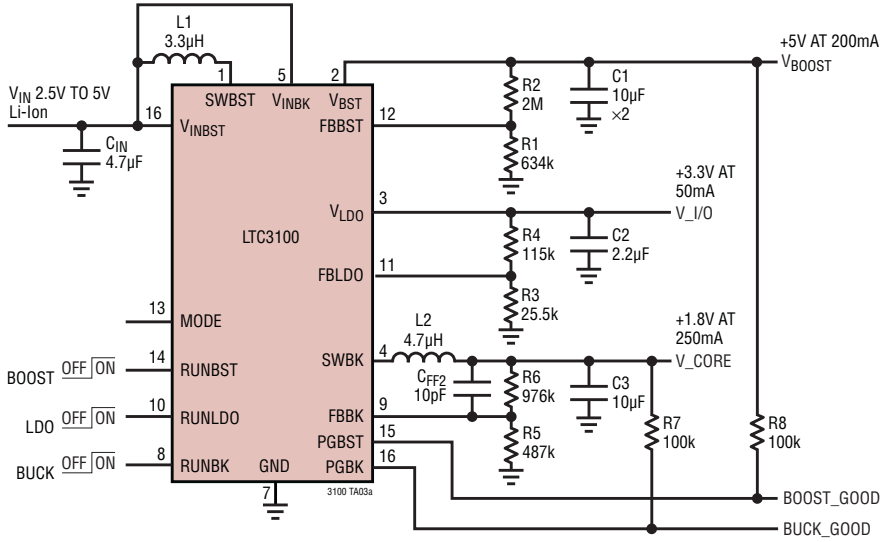 L1
3.3µH
1
5
2
+5V AT 200mA
VBOOST
VIN 2.5V TO 5V
Li-Ion
16
CIN
4.7µF
SWBST
VINBK
VBST
VINBST
FBBST
12
R2
2M
C1
10µF
×2
R1
634k
LTC3100
VLDO
3
+3.3V AT
50mA
V_I/O
R4
115k
C2
2.2µF
FBLDO
11
R3
25.5k
13
MODE
L2
4.7µH
+1.8V AT
250mA
V_CORE
SWBK
4
BOOST OFF ON
14
RUNBST
CFF2
10pF
R6
976k
C3
10µF
LDO OFF ON
10
RUNLDO
FBBK
9
R5
487k
R7
100k
R8
100k
PGBST
15
BUCK OFF ON
8
RUNBK
GND
7
PGBK
16
3100 TA03a
BOOST_GOOD
BUCK_GOOD